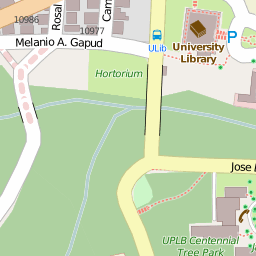 10986
Rosal
Cam
10977
Melanio A. Gapud
ULib
P
University
Library
Hortorium
Jose
UPLB Centennial
Tree Park